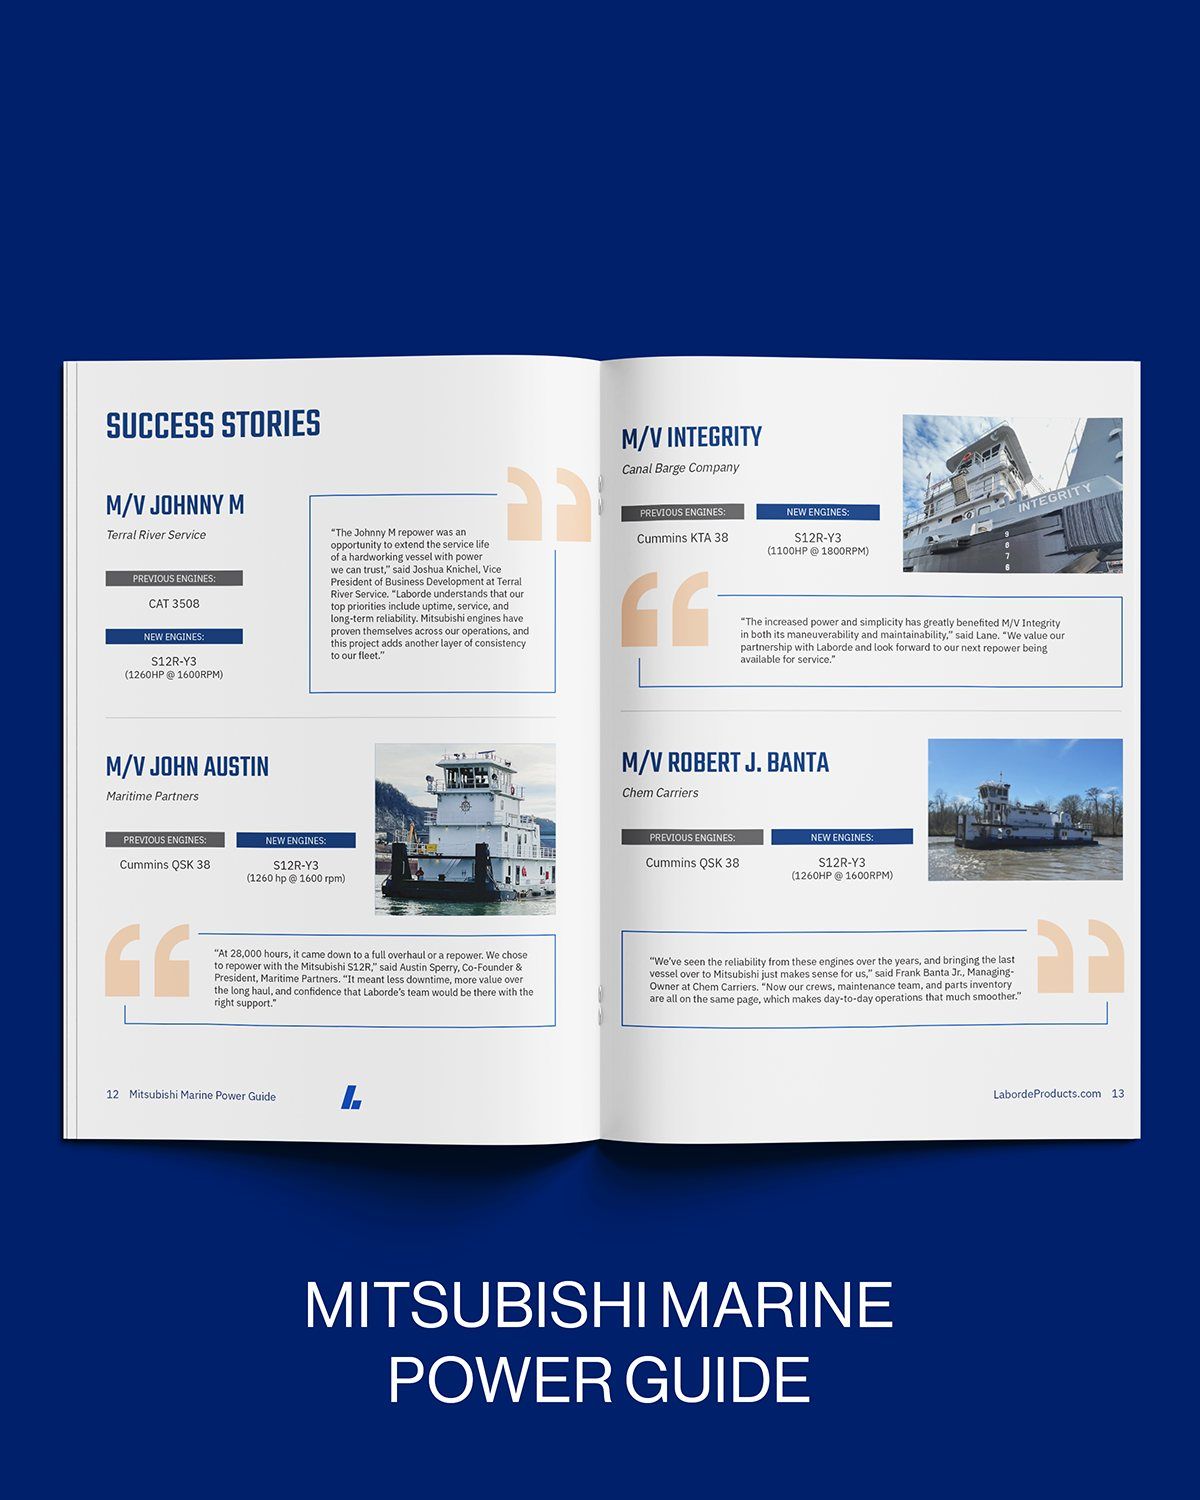 SUCCESS STORIES
M/V JOHNNY M
Terral River Service
PREVIOUS ENGINES:
CAT 3508
NEW ENGINES:
S12R-Y3
(1260HP @ 1600RPM)
“The Johnny M repower was an
opportunity to extend the service life
of a hardworking vessel with power
we can trust,” said Joshua Knichel, Vice
President of Business Development at Terral
River Service. “Laborde understands that our
top priorities include uptime, service, and
long-term reliability. Mitsubishi engines have
proven themselves across our operations, and
this project adds another layer of consistency
to our fleet.”
M/V JOHN AUSTIN
Maritime Partners
PREVIOUS ENGINES:
Cummins QSK 38
NEW ENGINES:
S12R-Y3
(1260 hp @ 1600 rpm)
“At 28,000 hours, it came down to a full overhaul or a repower. We chose
to repower with the Mitsubishi S12R,” said Austin Sperry, Co-Founder &
President, Maritime Partners. “It meant less downtime, more value over
the long haul, and confidence that Laborde’s team would be there with the
right support.”
12 Mitsubishi Marine Power Guide
M/V INTEGRITY
Canal Barge Company
PREVIOUS ENGINES:
Cummins KTA 38
NEW ENGINES:
S12R-Y3
(1100HP @ 1800RPM)
INTEGRITY
9
0
7
6
“The increased power and simplicity has greatly benefited M/V Integrity
in both its maneuverability and maintainability,” said Lane. “We value our
partnership with Laborde and look forward to our next repower being
available for service.”
M/V ROBERT J. BANTA
Chem Carriers
PREVIOUS ENGINES:
Cummins QSK 38
NEW ENGINES:
S12R-Y3
(1260HP @ 1600RPM)
“We’ve seen the reliability from these engines over the years, and bringing the last
vessel over to Mitsubishi just makes sense for us,” said Frank Banta Jr., Managing-
Owner at Chem Carriers. “Now our crews, maintenance team, and parts inventory
are all on the same page, which makes day-to-day operations that much smoother.”
LabordeProducts.com 13
MITSUBISHI MARINE
POWER GUIDE